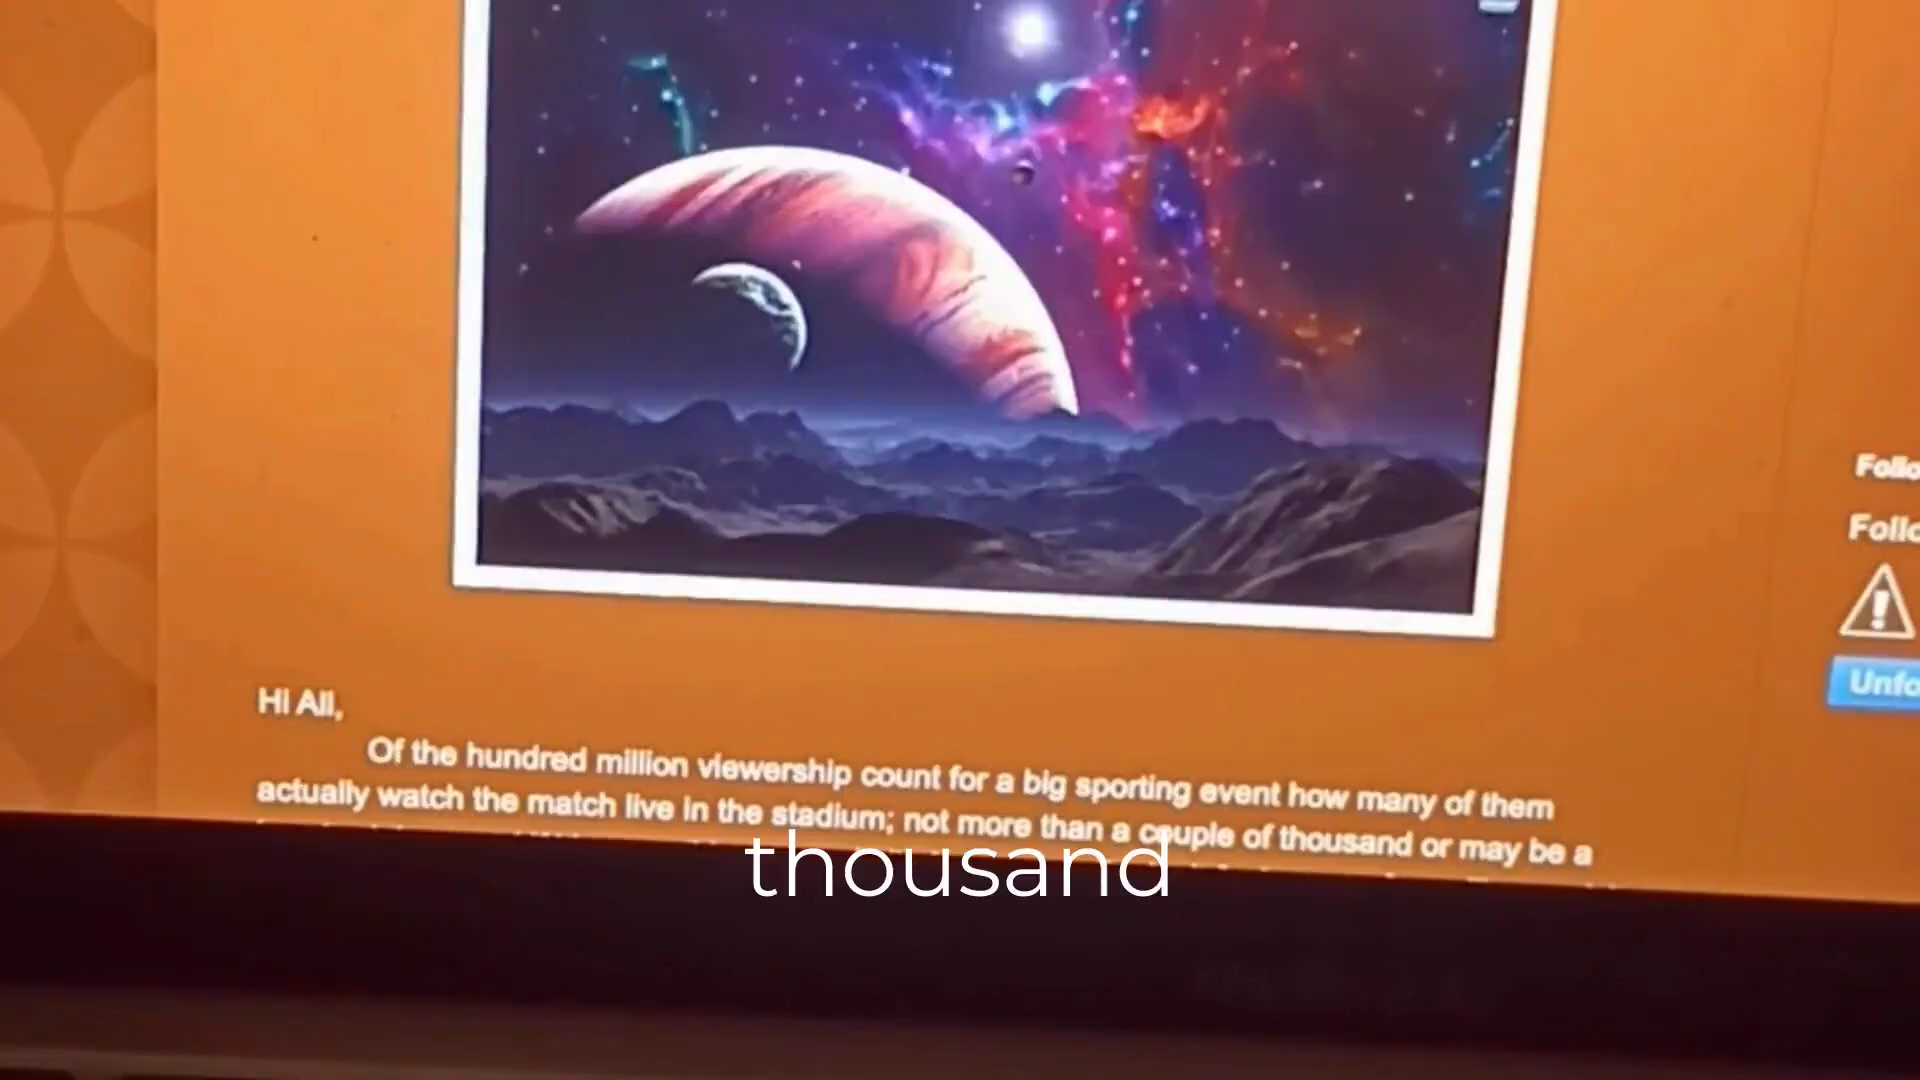 Hi All,
Of the hundred million viewership count for a big sporting event how many of them
actually watch the match live in the stadium; not more than a couple of thousand or may be a
thousand